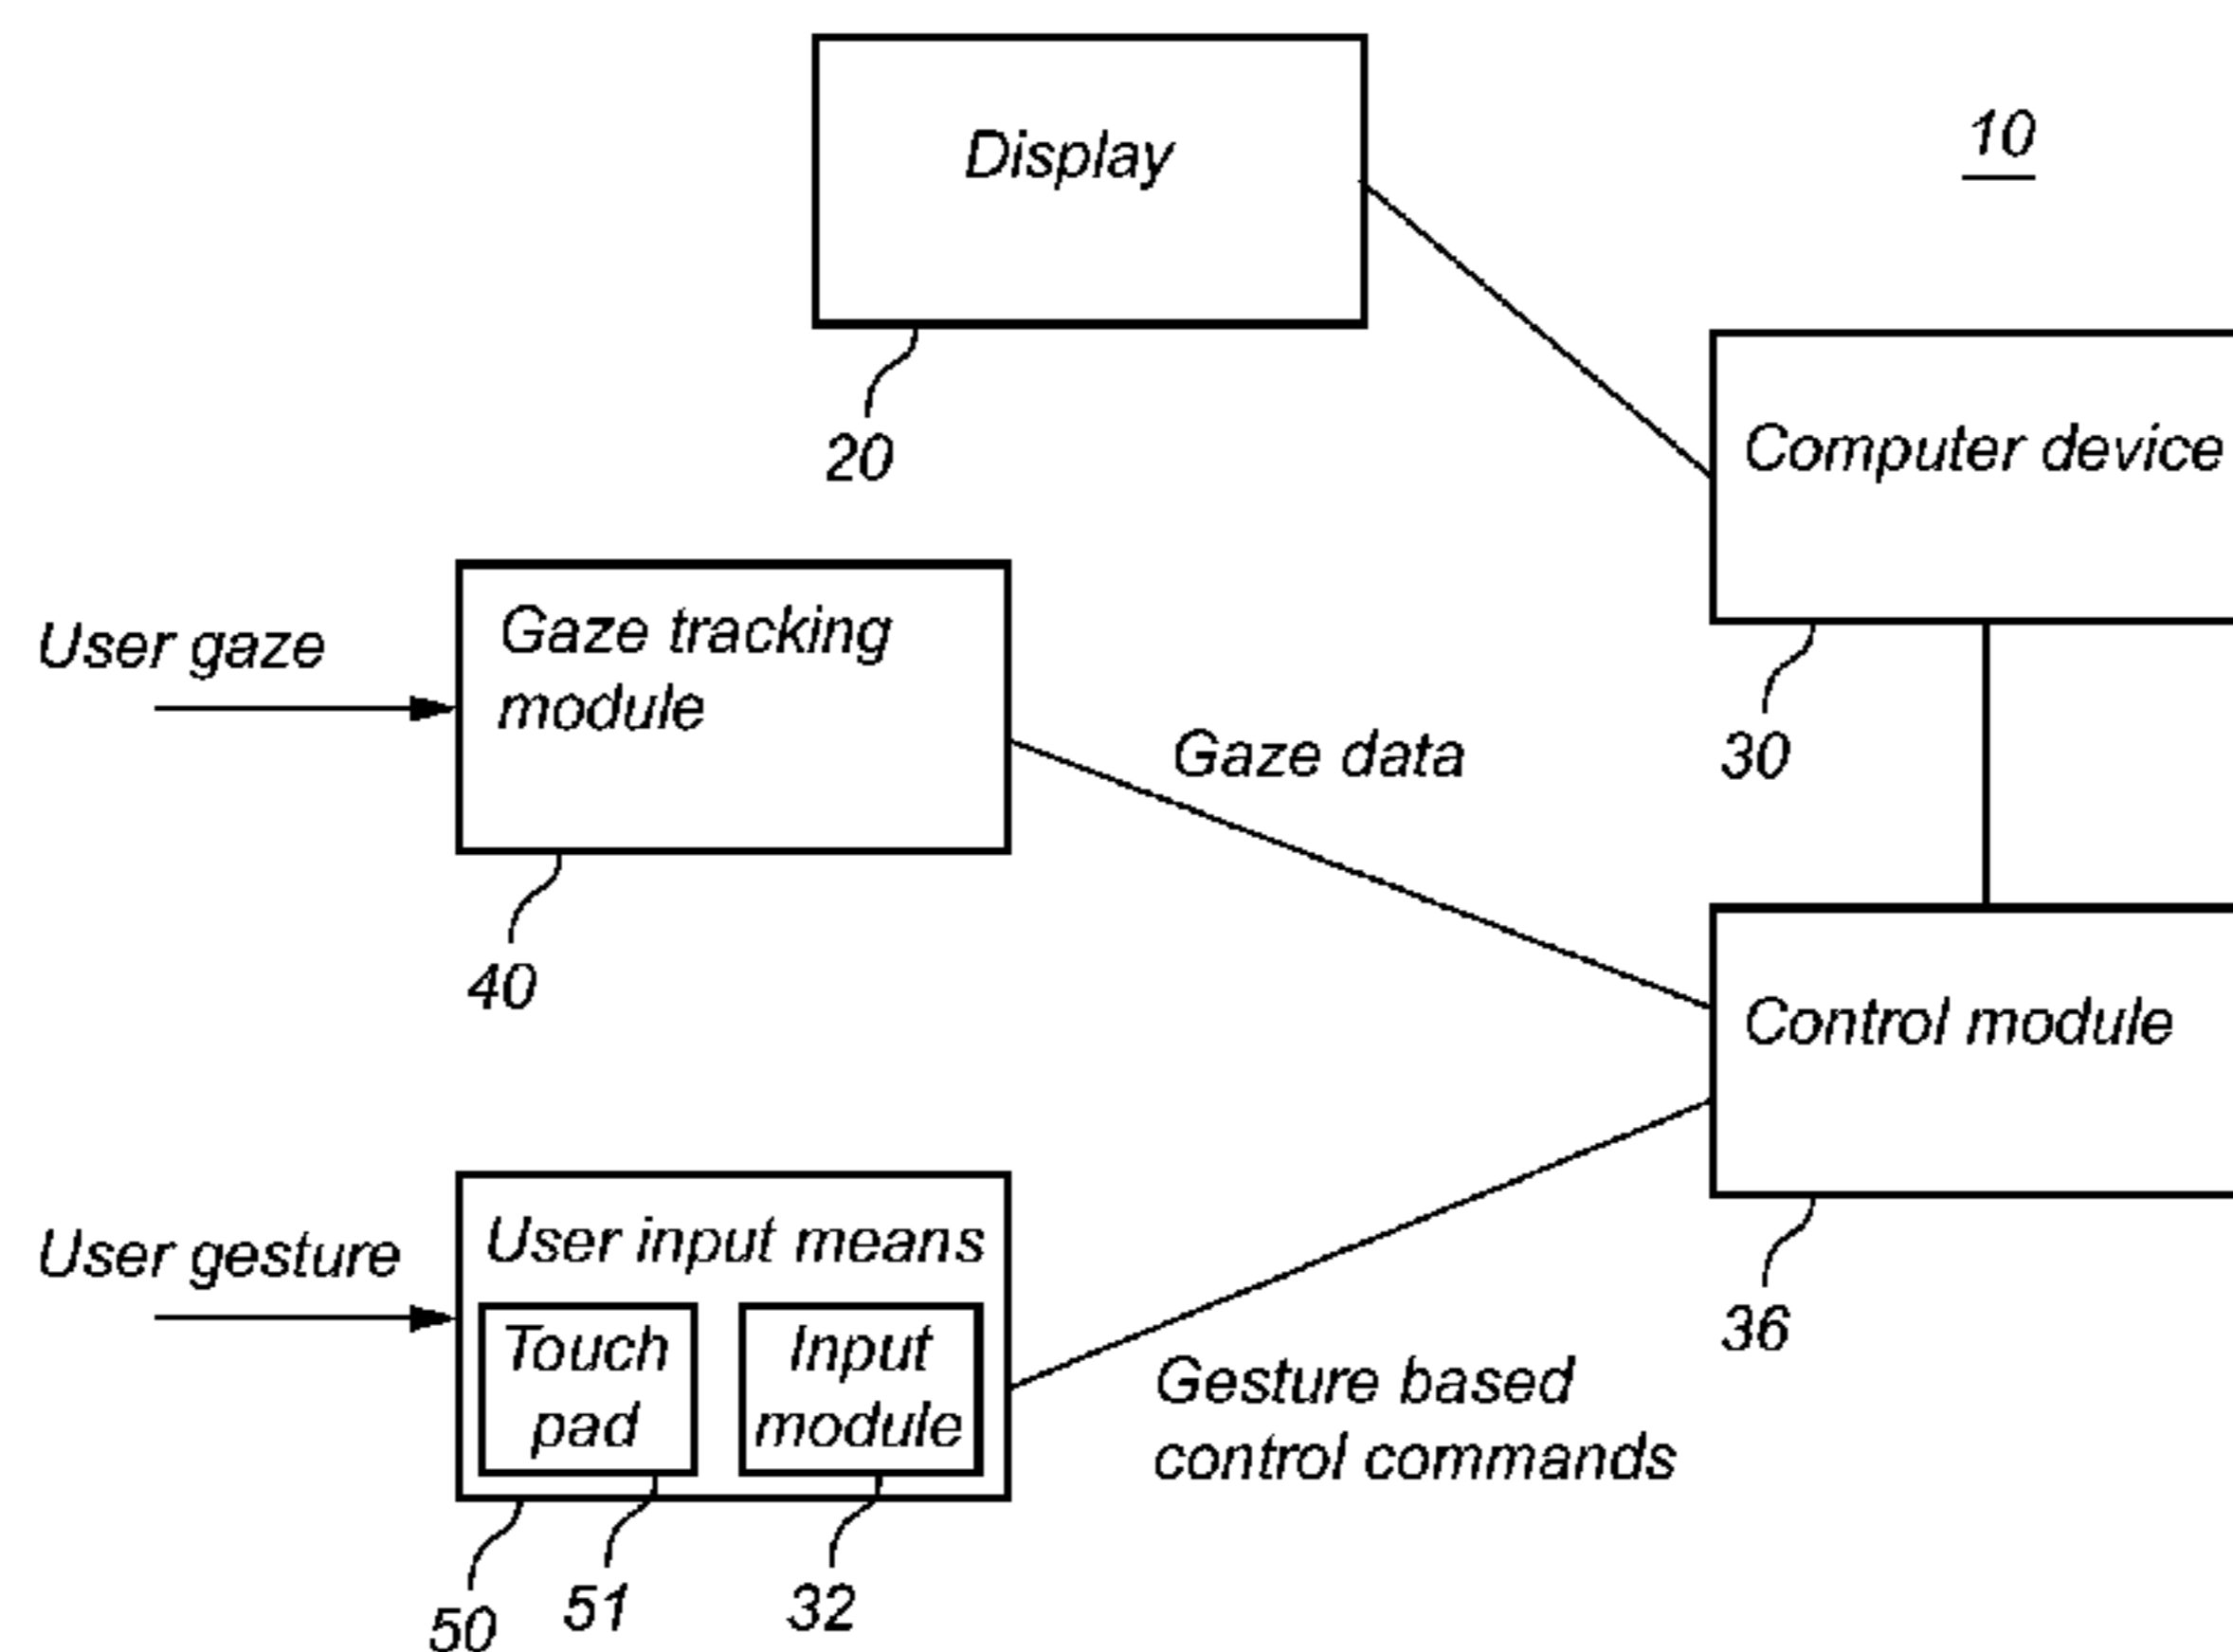 Display
10
20
Computer device
30
User gaze
Gaze tracking
module
40
Gaze data
Control module
36
User gesture
User input means
Touch
pad
Input
module
50
51
32
Gesture based
control commands